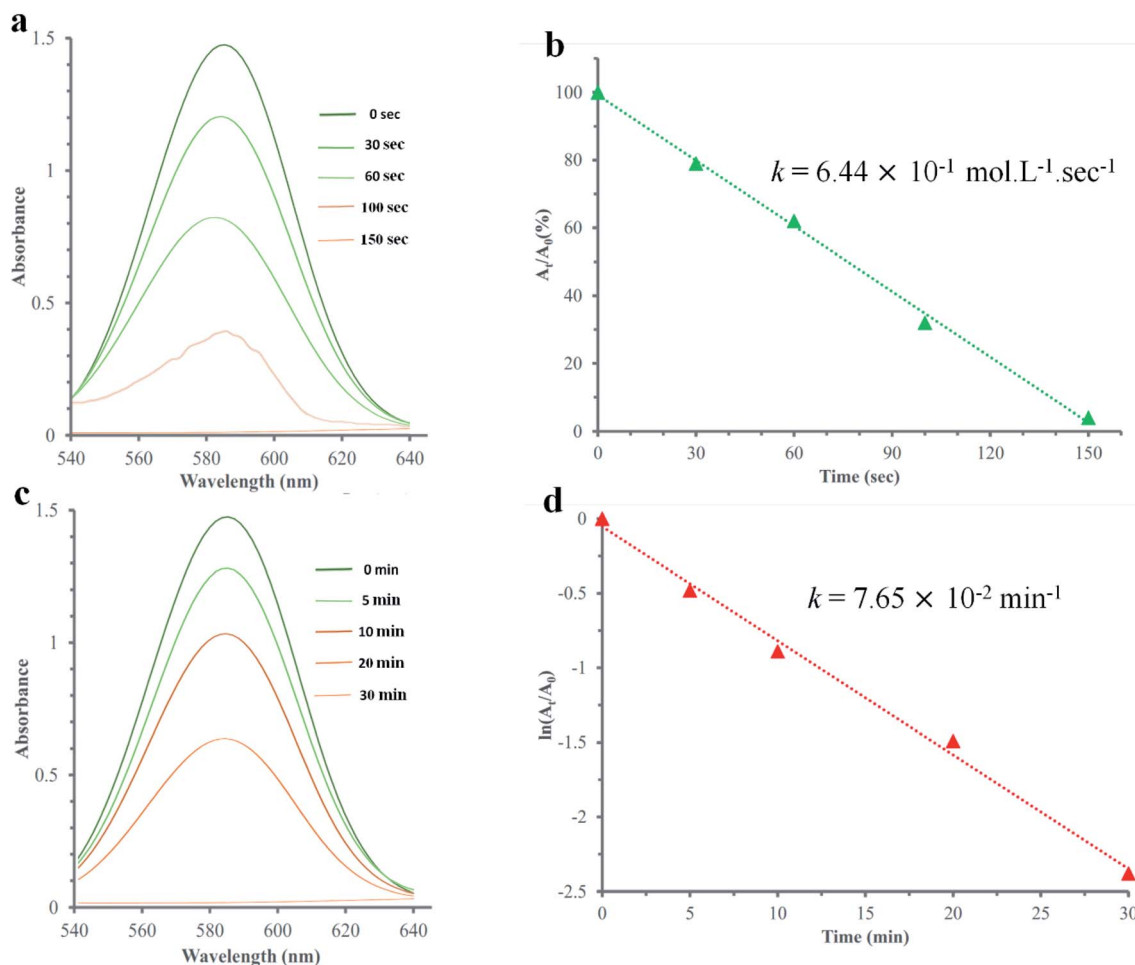 a
1.5
1
0.5
0
Absorbance
0 sec
30 sec
60 sec
100 sec
150 sec
540 560 580 600 620 640
Wavelength (nm)
b
100
80
60
40
20
0
A_t/A_0(%)
k = 6.44 × 10⁻¹ mol.L⁻¹.sec⁻¹
0 30 60 90 120 150
Time (sec)
c
1.5
1
0.5
0
Absorbance
0 min
5 min
10 min
20 min
30 min
540 560 580 600 620 640
Wavelength (nm)
d
0
-0.5
-1
-1.5
-2
-2.5
ln(A_t/A_0)
k = 7.65 × 10⁻² min⁻¹
0 5 10 15 20 25 30
Time (min)